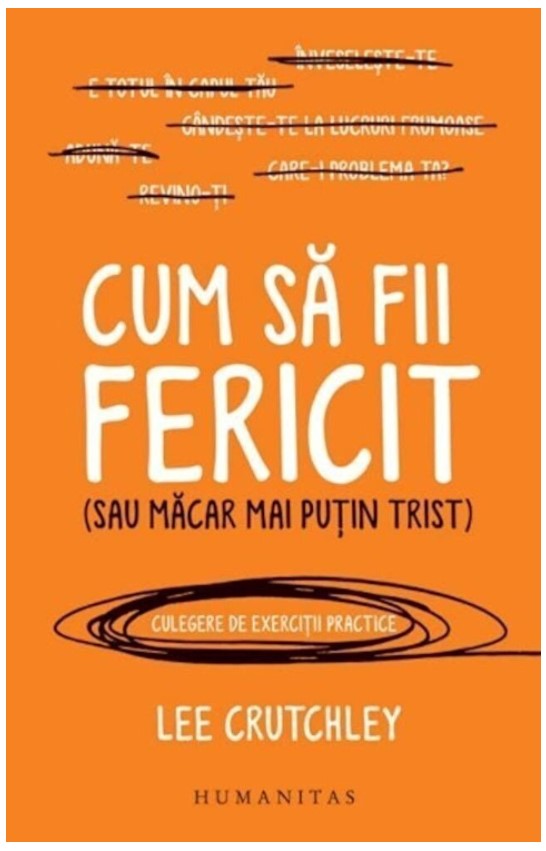 ÎNVESELEȘTE-TE
E TOTUL ÎN CAPUL TĂU
GÂNDEȘTE-TE LA LUCRURI FRUMOASE
ADUNĂ-TE
CARE-I PROBLEMA TA?
REVINO-ȚI
CUM SĂ FII
FERICIT
(SAU MĂCAR MAI PUȚIN TRIST)
CULEGERE DE EXERCIȚII PRACTICE
LEE CRUTCHLEY
HUMANITAS